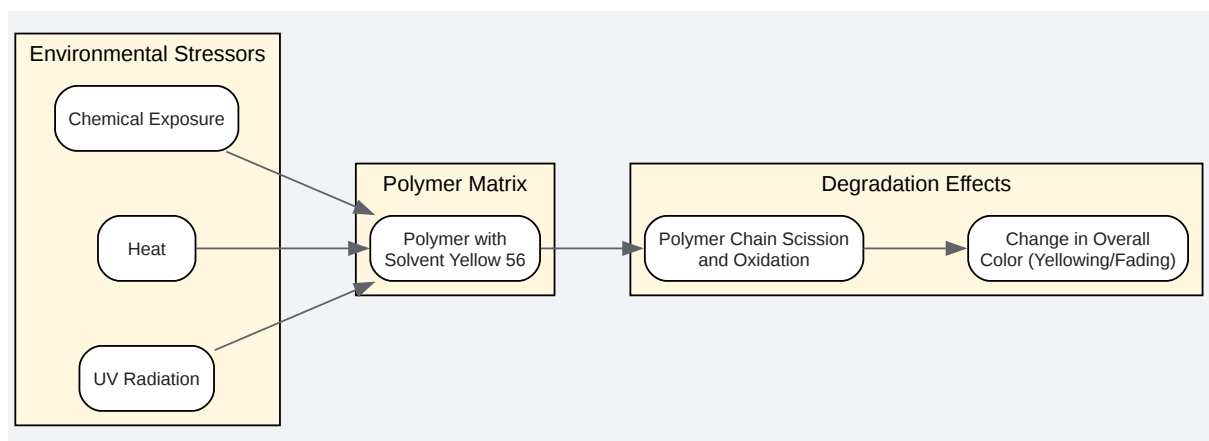 Environmental Stressors
Chemical Exposure
Heat
UV Radiation
Polymer Matrix
Polymer with
Solvent Yellow 56
Degradation Effects
Polymer Chain Scission
and Oxidation
Change in Overall
Color (Yellowing/Fading)